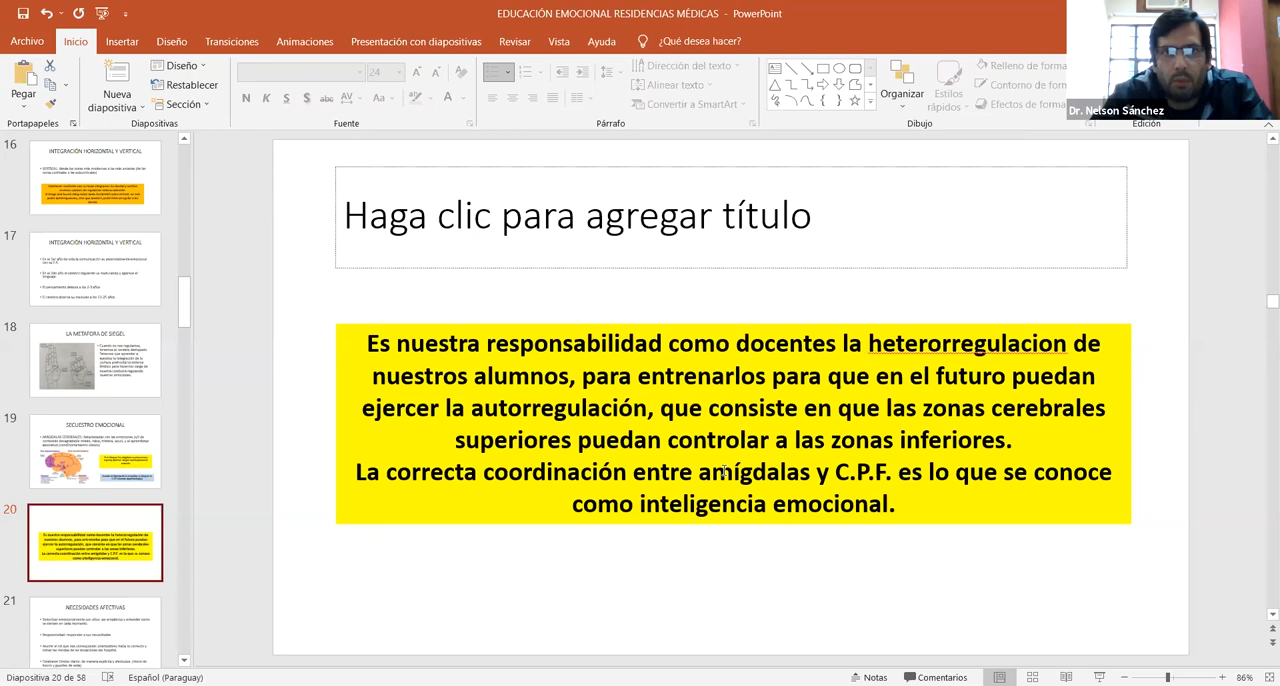 EDUCACIÓN EMOCIONAL RESIDENCIAS MÉDICAS - PowerPoint
Archivo Inicio Insertar Diseño Transiciones Animaciones Presentación con diapositivas Revisar Vista Ayuda ¿Qué desea hacer?
Pegar
Nueva
diapositiva
Diseño
Restablecer
Sección
24
N K S S abc AV Aa A
Dirección del texto
Alinear texto
Convertir a SmartArt
Organizar
Estilos
rápidos
Relleno de forma
Contorno de form
Efectos de forma
Dr. Nelson Sánchez
Portapapeles Diapositivas Fuente Párrafo Dibujo Edición
16
INTEGRACIÓN HORIZONTAL Y VERTICAL
17
INTEGRACIÓN HORIZONTAL Y VERTICAL
18
LA METAFORA DE SIEGEL
19
SECUESTRO EMOCIONAL
20
21
NECESIDADES AFECTIVAS
Haga clic para agregar título
Es nuestra responsabilidad como docentes la heterorregulacion de
nuestros alumnos, para entrenarlos para que en el futuro puedan
ejercer la autorregulación, que consiste en que las zonas cerebrales
superiores puedan controlar a las zonas inferiores.
La correcta coordinación entre amígdalas y C.P.F. es lo que se conoce
como inteligencia emocional.
Diapositiva 20 de 58 Español (Paraguay) Notas Comentarios 86%